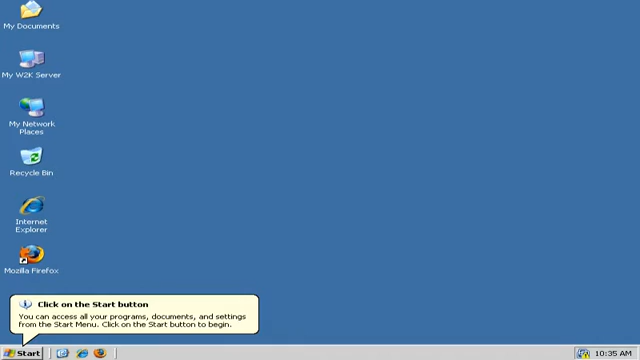 My Documents
My W2K Server
My Network
Places
Recycle Bin
Internet
Explorer
Mozilla Firefox
Click on the Start button
You can access all your programs, documents, and settings
from the Start Menu. Click on the Start button to begin.
Start
10:35 AM